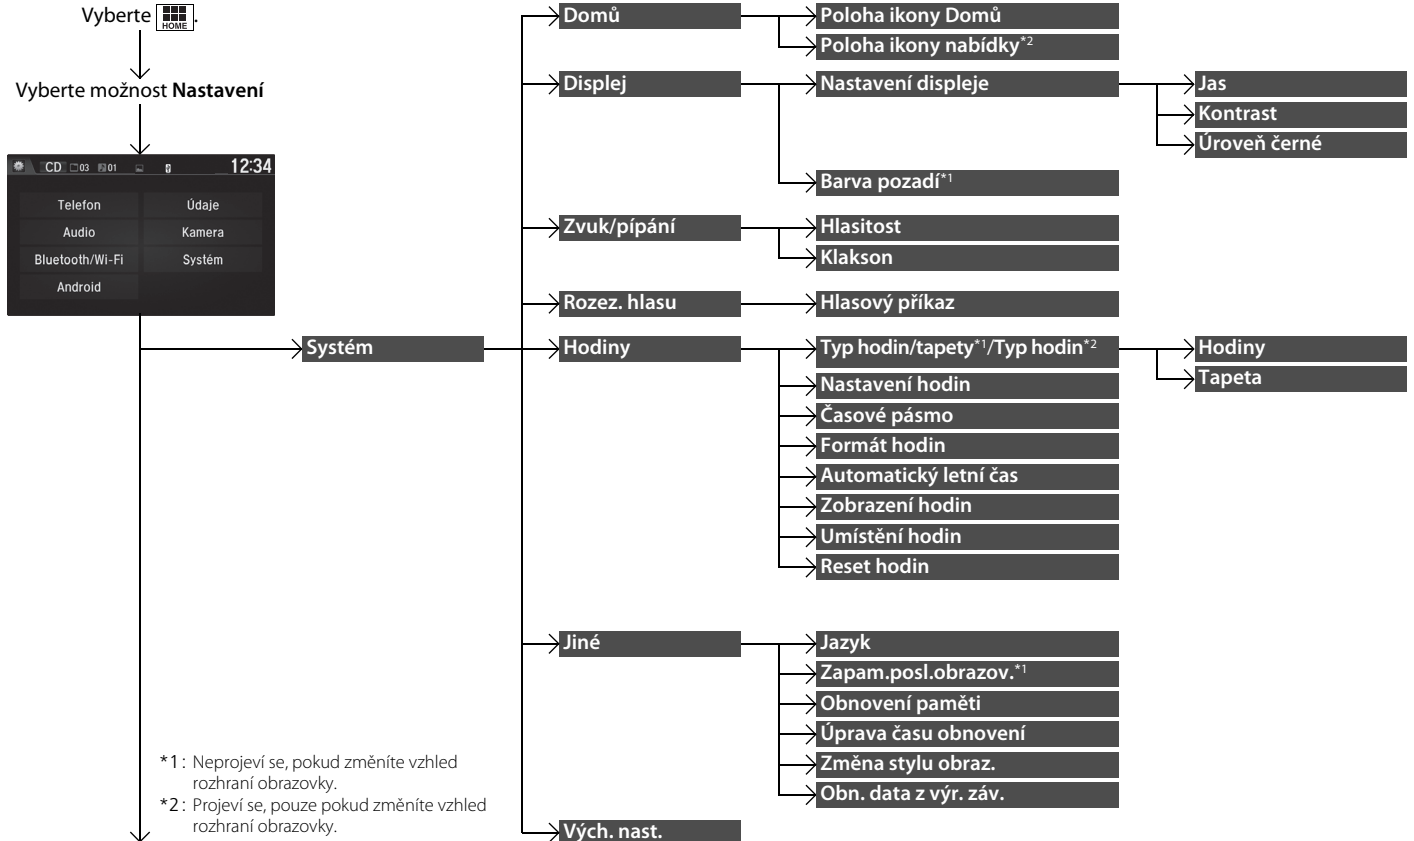 Vyberte HOME.
Vyberte možnost Nastavení
CD 03 01 12:34
Telefon Údaje
Audio Kamera
Bluetooth/Wi-Fi Systém
Android
Systém
Domů
Poloha ikony Domů
Poloha ikony nabídky*2
Displej
Nastavení displeje
Jas
Kontrast
Úroveň černé
Barva pozadí*1
Zvuk/pípání
Hlasitost
Klakson
Rozez. hlasu
Hlasový příkaz
Hodiny
Typ hodin/tapety*1/Typ hodin*2
Hodiny
Tapeta
Nastavení hodin
Časové pásmo
Formát hodin
Automatický letní čas
Zobrazení hodin
Umístění hodin
Reset hodin
Jiné
Jazyk
Zapam.posl.obrazov.*1
Obnovení paměti
Úprava času obnovení
Změna stylu obraz.
Obn. data z výr. záv.
Vých. nast.
*1: Neprojeví se, pokud změníte vzhled
rozhraní obrazovky.
*2: Projeví se, pouze pokud změníte vzhled
rozhraní obrazovky.